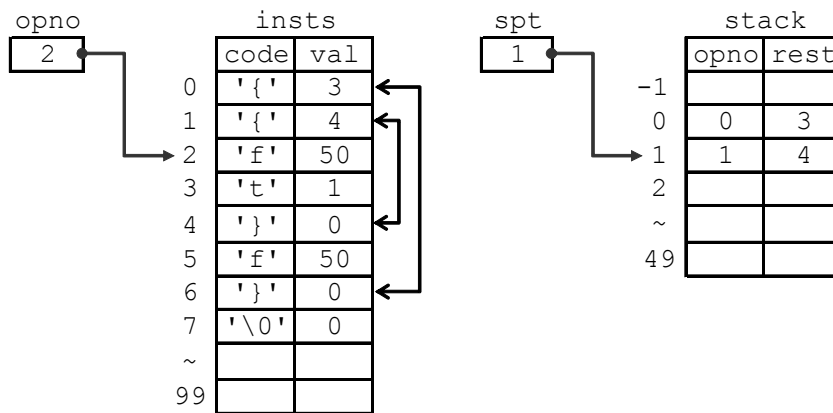 opno insts spt stack
2 code val 1 opno rest
0 '{' 3 -1
1 '{' 4 0 0 3
2 'f' 50 1 1 4
3 't' 1 2
4 '}' 0 ~
5 'f' 50 49
6 '}' 0
7 '\0' 0
~
99